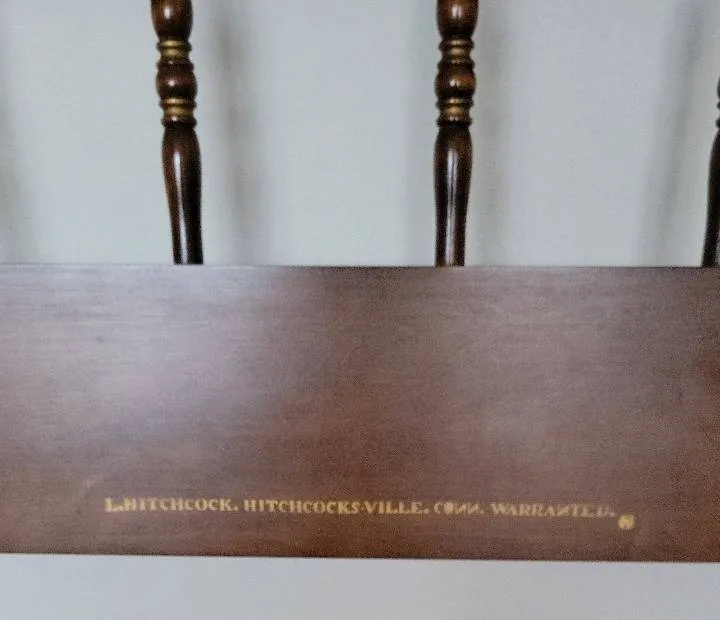 L.HITCHCOCK. HITCHCOCKS-VILLE. CONN. WARRANTED.